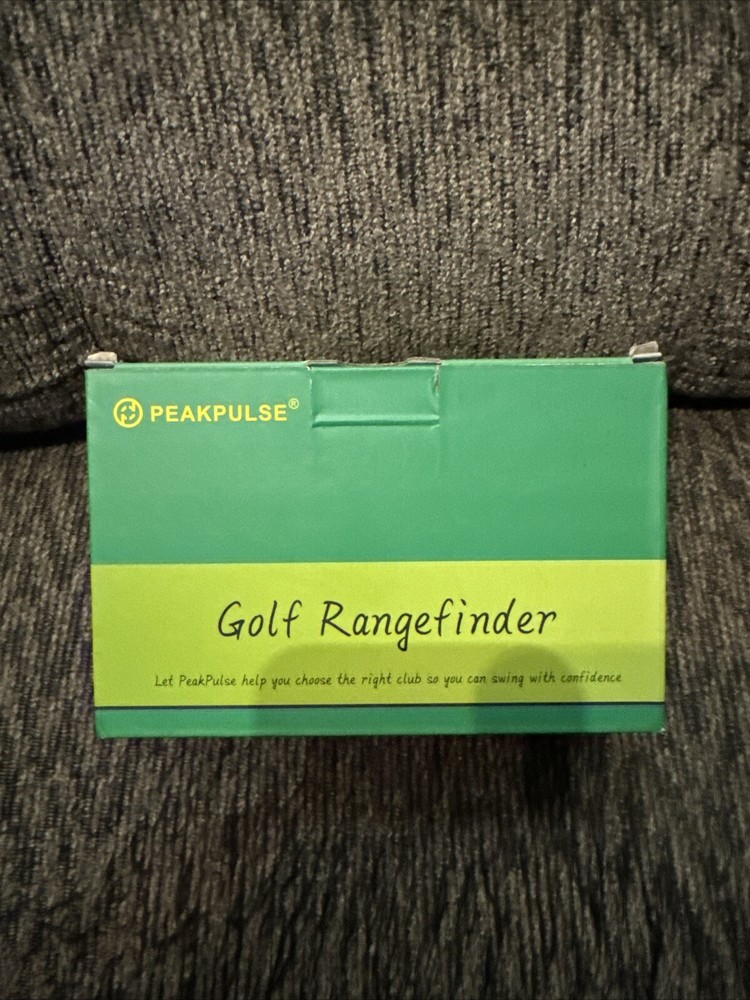 PEAKPULSE®
Golf Rangefinder
Let PeakPulse help you choose the right club so you can swing with confidence